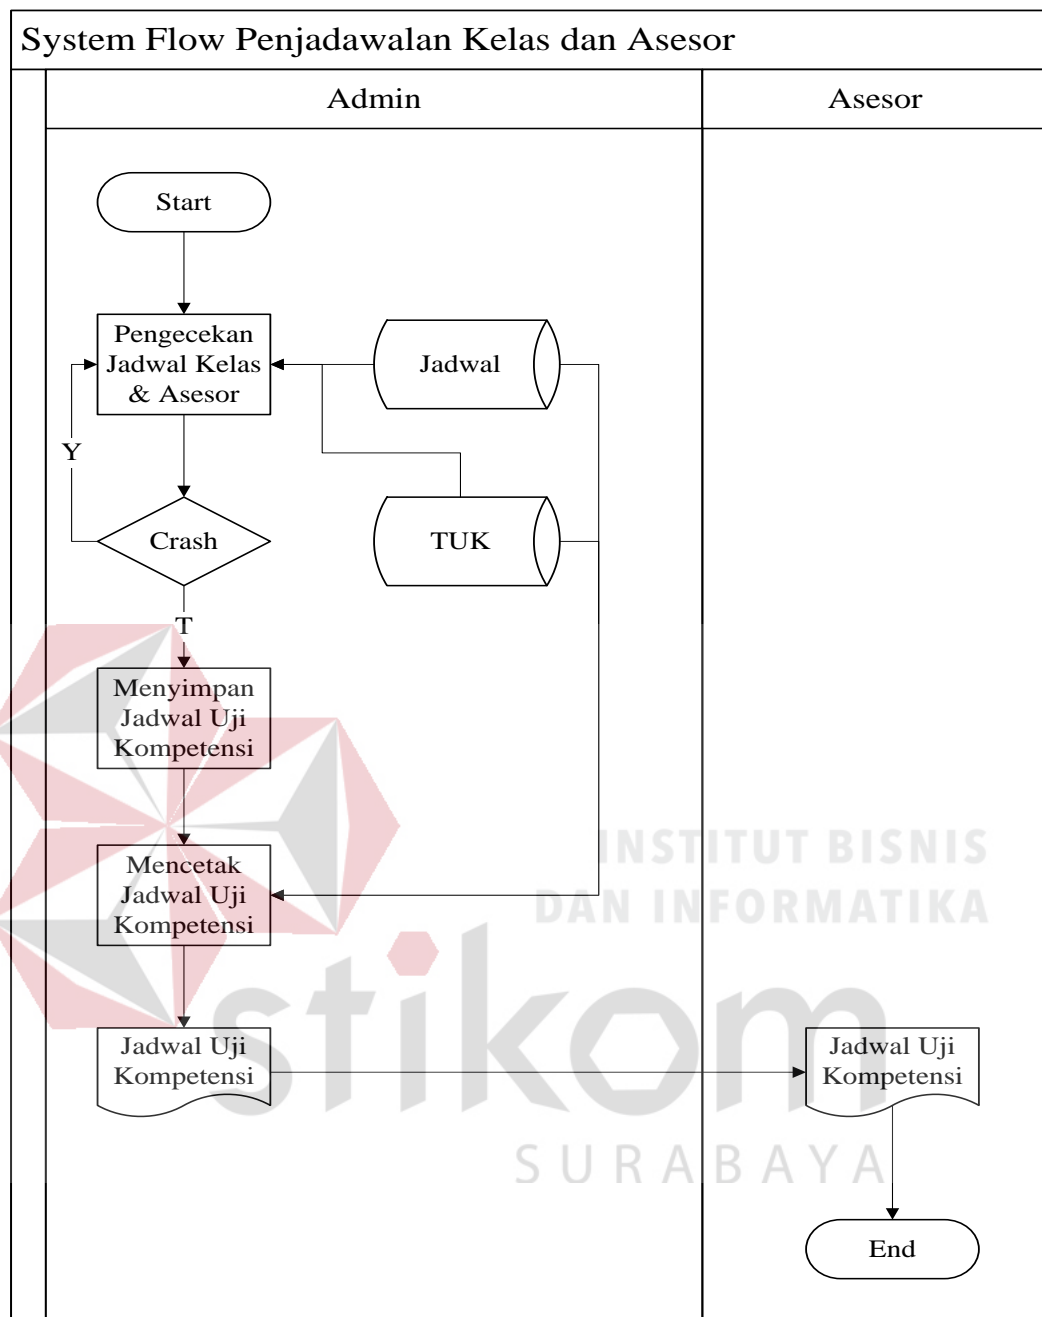 System Flow Penjadawalan Kelas dan Asesor
Admin
Asesor
Start
Pengecekan
Jadwal Kelas
& Asesor
Jadwal
Y
Crash
TUK
T
Menyimpan
Jadwal Uji
Kompetensi
Mencetak
Jadwal Uji
Kompetensi
INSTITUT BISNIS
DAN INFORMATIKA
stikom
SURABAYA
Jadwal Uji
Kompetensi
Jadwal Uji
Kompetensi
End